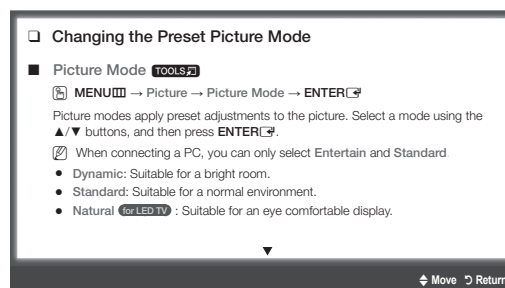 ❑ Changing the Preset Picture Mode
■ Picture Mode TOOLS
MENU → Picture → Picture Mode → ENTER
Picture modes apply preset adjustments to the picture. Select a mode using the
▲/▼ buttons, and then press ENTER.
When connecting a PC, you can only select Entertain and Standard.
● Dynamic: Suitable for a bright room.
● Standard: Suitable for a normal environment.
● Natural for LED TV : Suitable for an eye comfortable display.
▼
Move Return